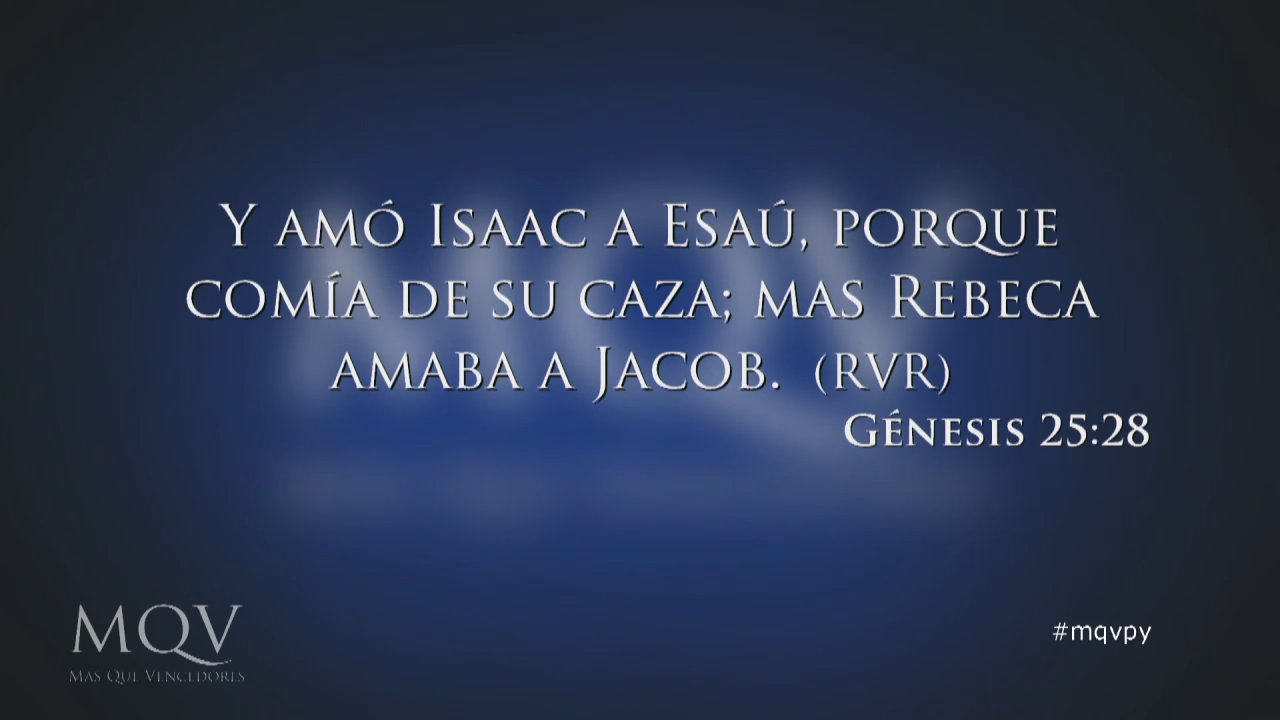 Y AMÓ ISAAC A ESAÚ, PORQUE
COMÍA DE SU CAZA; MAS REBECA
AMABA A JACOB. (RVR)
GÉNESIS 25:28
MQV
MAS QUE VENCEDORES
#mqvpy